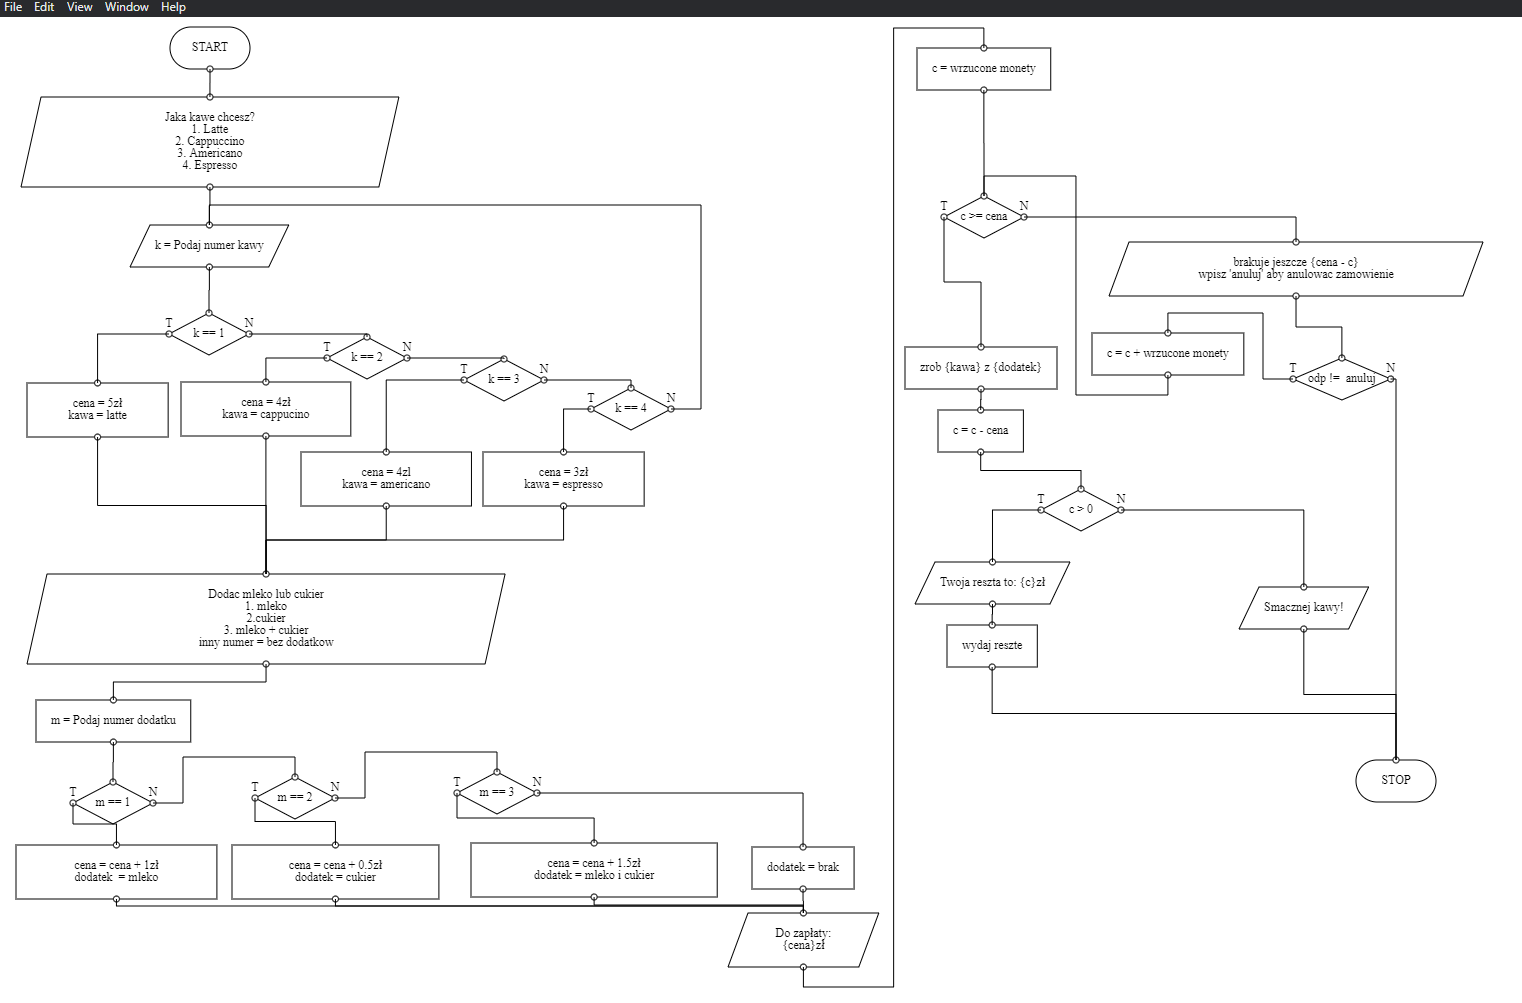 File Edit View Window Help
START
Jaka kawe chcesz?
1. Latte
2. Cappuccino
3. Americano
4. Espresso
k = Podaj numer kawy
T
k == 1
N
T
k == 2
N
T
k == 3
N
T
k == 4
N
cena = 5zł
kawa = latte
cena = 4zł
kawa = cappucino
cena = 4zl
kawa = americano
cena = 3zł
kawa = espresso
Dodac mleko lub cukier
1. mleko
2.cukier
3. mleko + cukier
inny numer = bez dodatkow
m = Podaj numer dodatku
T
m == 1
N
T
m == 2
N
T
m == 3
N
cena = cena + 1zł
dodatek = mleko
cena = cena + 0.5zł
dodatek = cukier
cena = cena + 1.5zł
dodatek = mleko i cukier
dodatek = brak
Do zapłaty:
{cena}zł
c = wrzucone monety
T
c >= cena
N
brakuje jeszcze {cena - c}
wpisz 'anuluj' aby anulowac zamowienie
c = c + wrzucone monety
T
odp != anuluj
N
zrob {kawa} z {dodatek}
c = c - cena
T
c > 0
N
Twoja reszta to: {c}zł
Smacznej kawy!
wydaj reszte
STOP